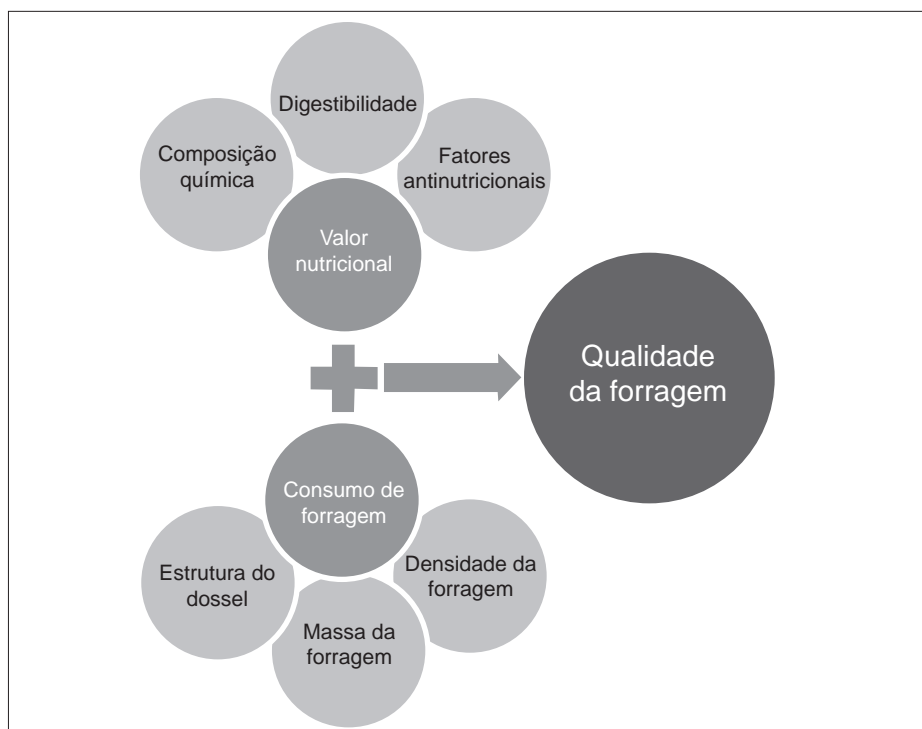 Digestibilidade
Composição
química
Fatores
antinutricionais
Valor
nutricional
Qualidade
da forragem
Consumo de
forragem
Estrutura do
dossel
Densidade da
forragem
Massa da
forragem